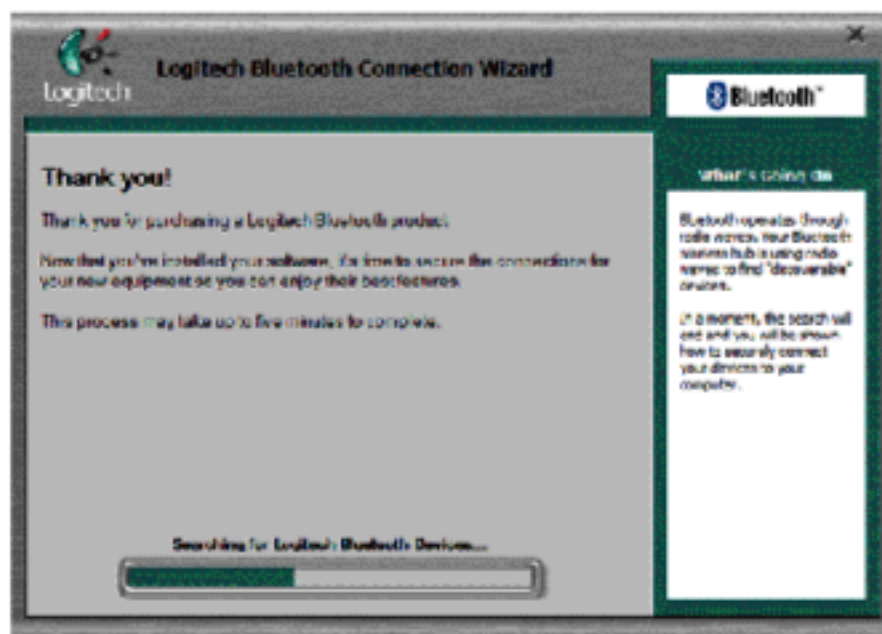 Logitech
Logitech Bluetooth Connection Wizard
Bluetooth™
Thank you!
Thank you for purchasing a Logitech Bluetooth product.
Now that you've installed your software, it's time to secure the connections for
your new equipment so you can enjoy their best features.
This process may take up to five minutes to complete.
Searching for Logitech Bluetooth Devices...
What's Going On
Bluetooth operates through
radio waves. Your Bluetooth
wireless hub is using radio
waves to find "discoverable"
devices.
In a moment, the search will
end and you will be shown
how to securely connect
your devices to your
computer.